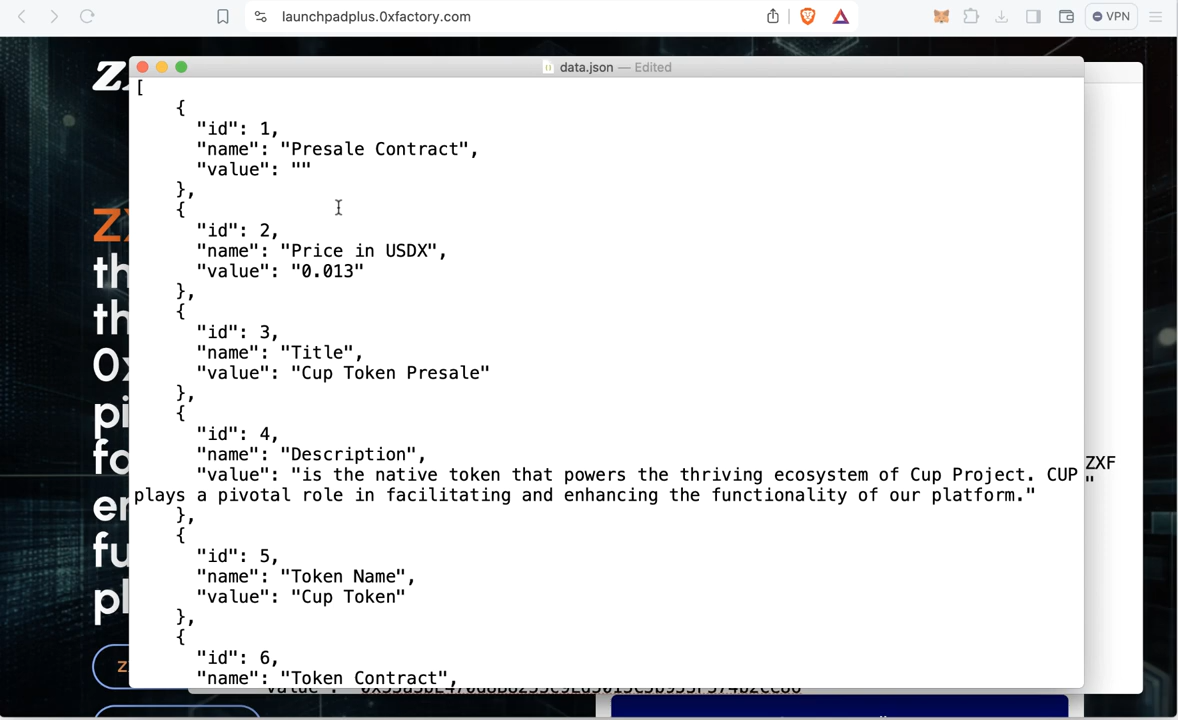 launchpadplus.0xfactory.com
VPN
data.json — Edited
[
{
"id": 1,
"name": "Presale Contract",
"value": ""
},
{
"id": 2,
"name": "Price in USDX",
"value": "0.013"
},
{
"id": 3,
"name": "Title",
"value": "Cup Token Presale"
},
{
"id": 4,
"name": "Description",
"value": "is the native token that powers the thriving ecosystem of Cup Project. CUP
plays a pivotal role in facilitating and enhancing the functionality of our platform."
},
{
"id": 5,
"name": "Token Name",
"value": "Cup Token"
},
{
"id": 6,
"name": "Token Contract",
ZXF
"